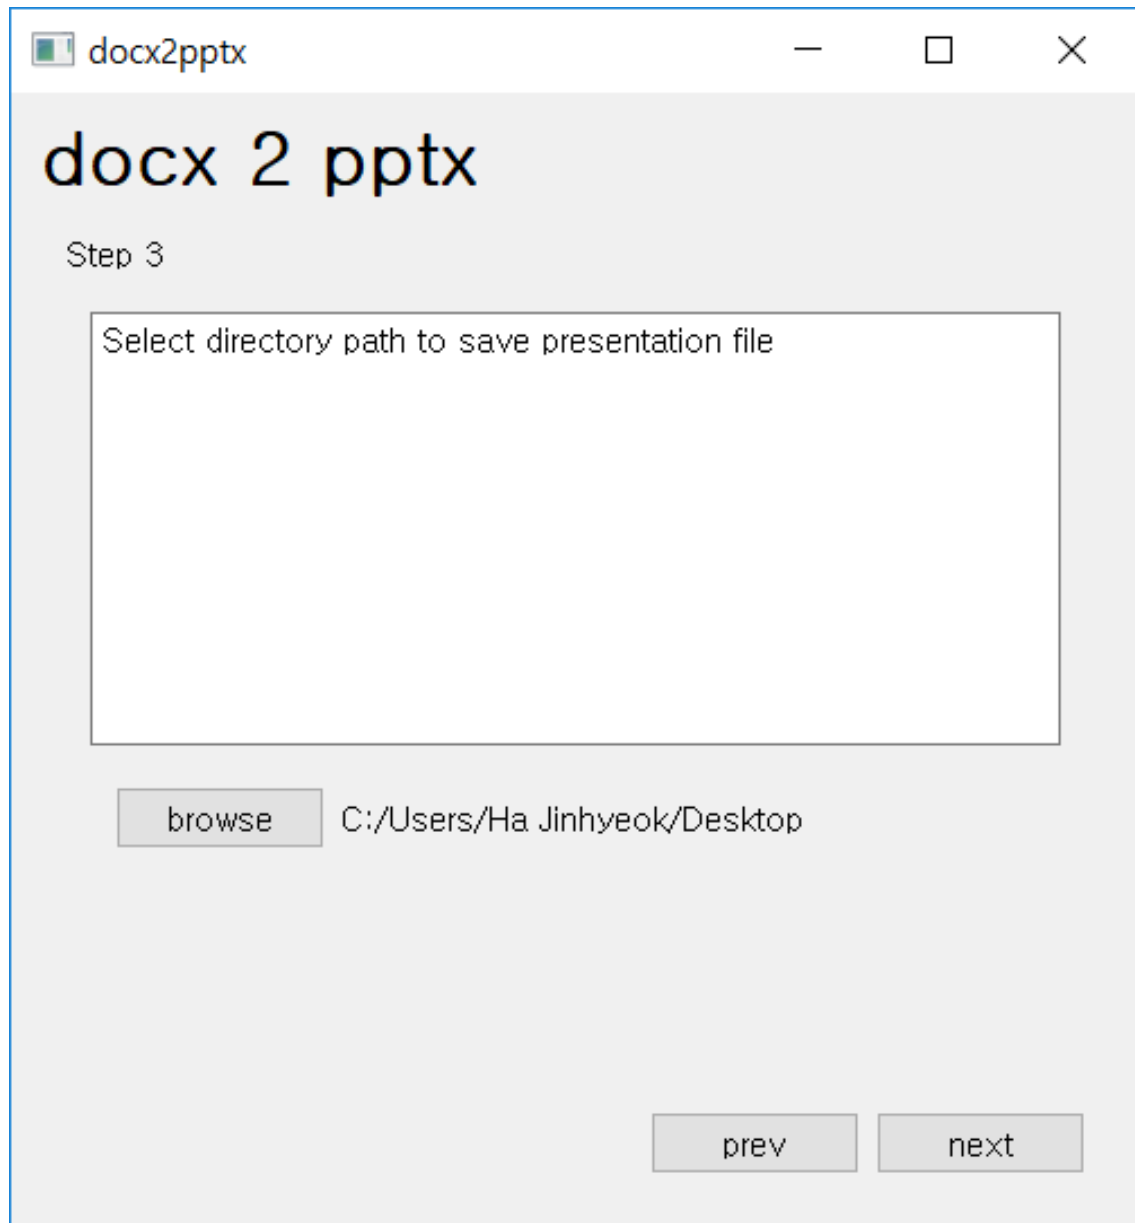 docx2pptx
docx 2 pptx
Step 3
Select directory path to save presentation file
browse C:/Users/Ha Jinhyeok/Desktop
prev next